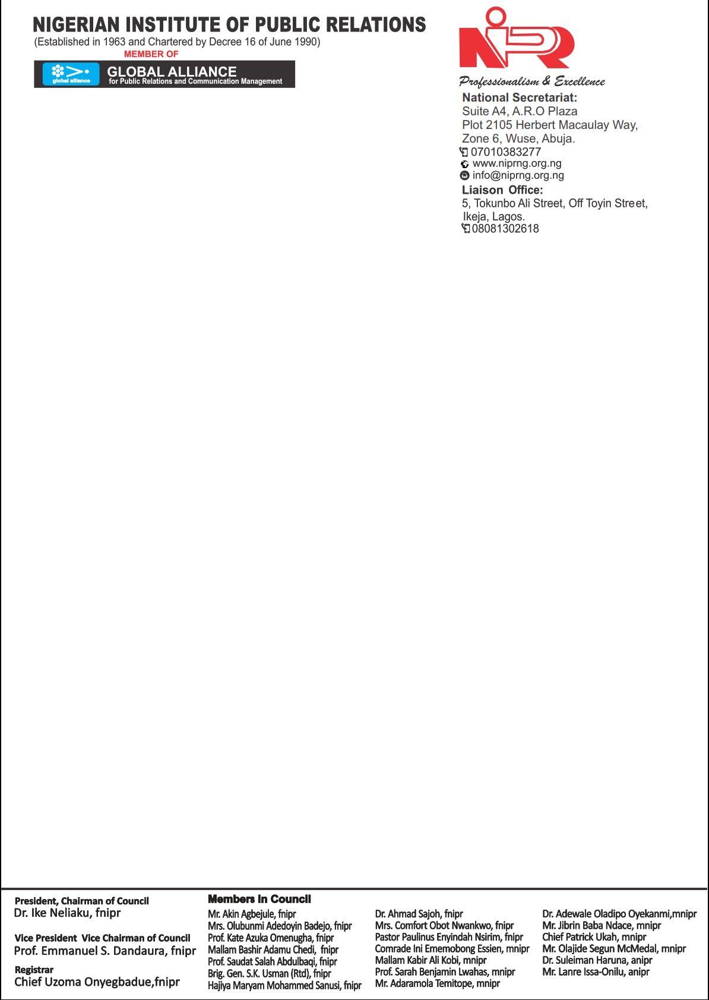 NIGERIAN INSTITUTE OF PUBLIC RELATIONS
(Established in 1963 and Chartered by Decree 16 of June 1990)
MEMBER OF
global alliance
GLOBAL ALLIANCE
for Public Relations and Communication Management
NiPR
Professionalism & Excellence
National Secretariat:
Suite A4, A.R.O Plaza
Plot 2105 Herbert Macaulay Way,
Zone 6, Wuse, Abuja.
07010383277
www.niprng.org.ng
info@niprng.org.ng
Liaison Office:
5, Tokunbo Ali Street, Off Toyin Street,
Ikeja, Lagos.
08081302618
President, Chairman of Council
Dr. Ike Neliaku, fnipr
Vice President Vice Chairman of Council
Prof. Emmanuel S. Dandaura, fnipr
Registrar
Chief Uzoma Onyegbadue,fnipr
Members in Council
Mr. Akin Agbejule, fnipr
Mrs. Olubunmi Adedoyin Badejo, fnipr
Prof. Kate Azuka Omenugha, fnipr
Mallam Bashir Adamu Chedi, fnipr
Prof. Saudat Salah Abdulbaqi, fnipr
Brig. Gen. S.K. Usman (Rtd), fnipr
Hajiya Maryam Mohammed Sanusi, fnipr
Dr. Ahmad Sajoh, fnipr
Mrs. Comfort Obot Nwankwo, fnipr
Pastor Paulinus Enyindah Nsirim, fnipr
Comrade Ini Ememobong Essien, mnipr
Mallam Kabir Ali Kobi, mnipr
Prof. Sarah Benjamin Lwahas, mnipr
Mr. Adaramola Temitope, mnipr
Dr. Adewale Oladipo Oyekanmi,mnipr
Mr. Jibrin Baba Ndace, mnipr
Chief Patrick Ukah, mnipr
Mr. Olajide Segun McMedal, mnipr
Dr. Suleiman Haruna, anipr
Mr. Lanre Issa-Onilu, anipr